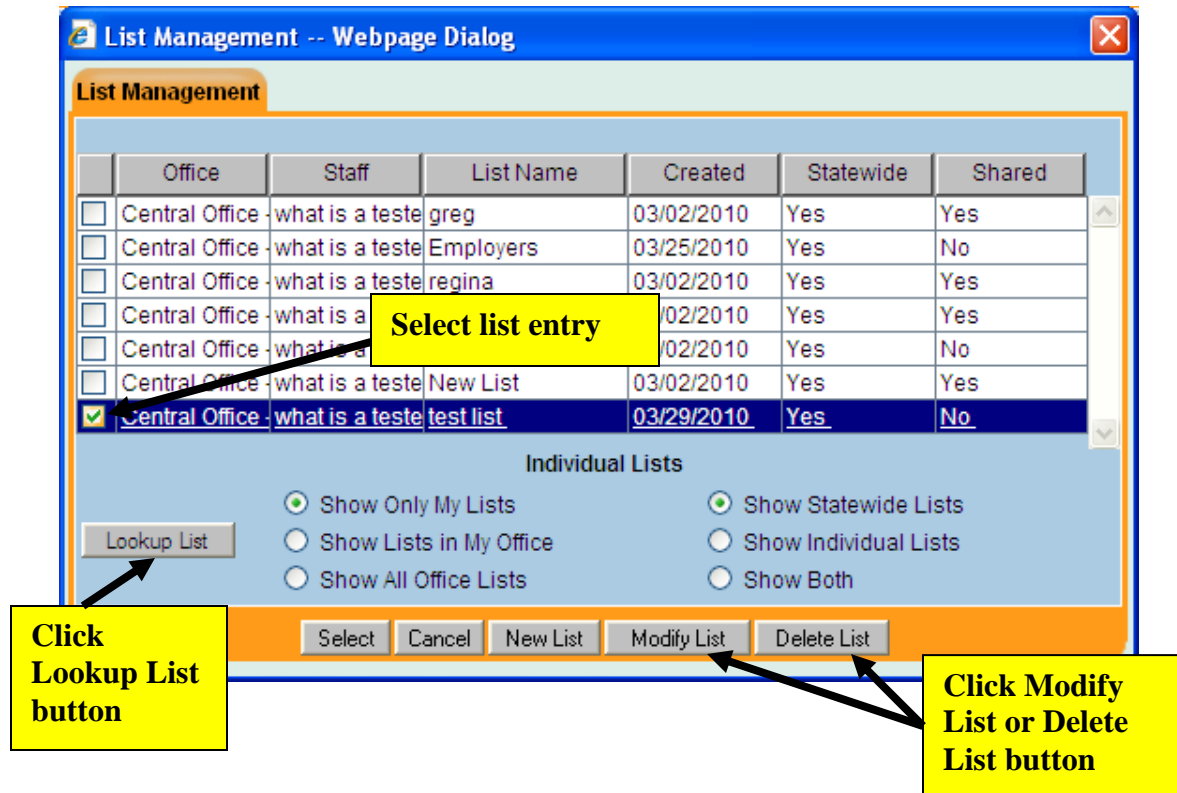 List Management -- Webpage Dialog
List Management
Office Staff List Name Created Statewide Shared
Central Office - what is a teste greg 03/02/2010 Yes Yes
Central Office - what is a teste Employers 03/25/2010 Yes No
Central Office - what is a teste regina 03/02/2010 Yes Yes
Central Office - what is a /02/2010 Yes Yes
Select list entry
Central Office - what is a /02/2010 Yes No
Central Office - what is a teste New List 03/02/2010 Yes Yes
Central Office - what is a teste test list 03/29/2010 Yes No
Individual Lists
Show Only My Lists Show Statewide Lists
Lookup List Show Lists in My Office Show Individual Lists
Show All Office Lists Show Both
Select Cancel New List Modify List Delete List
Click
Lookup List
button
Click Modify
List or Delete
List button